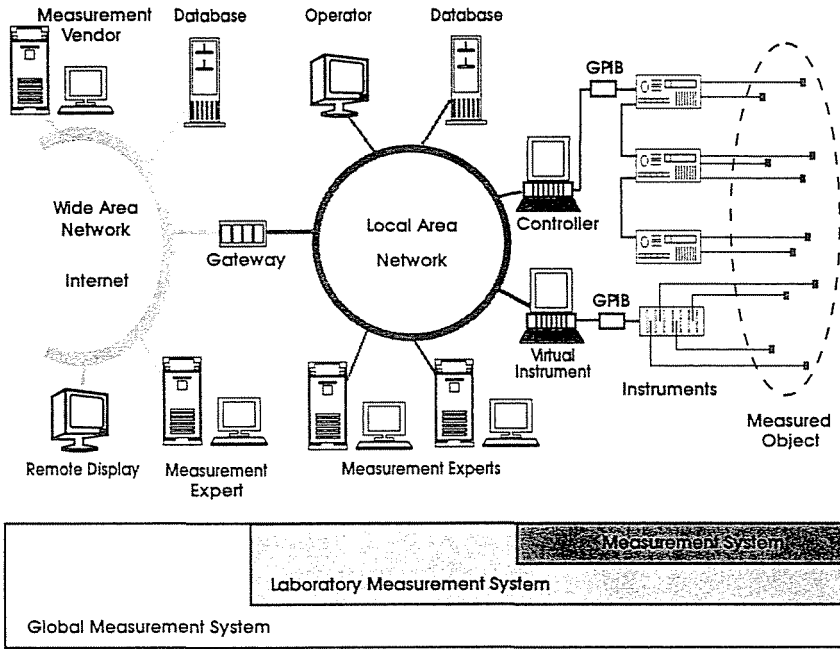 Measurement
Vendor
Database
Operator
Database
GPIB
Wide Area
Network
Internet
Gateway
Local Area
Network
Controller
GPIB
Virtual
Instrument
Instruments
Measured
Object
Remote Display
Measurement
Expert
Measurement Experts
Measurement System
Laboratory Measurement System
Global Measurement System